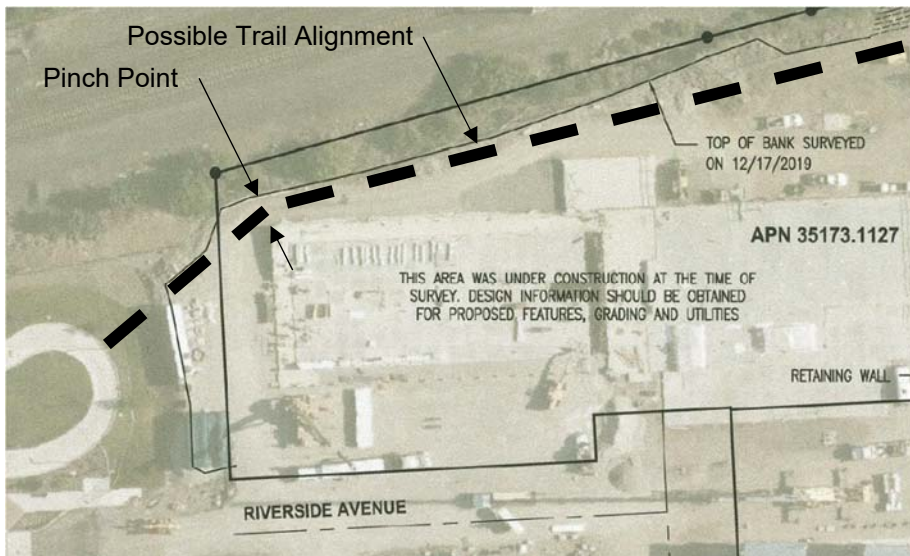 Possible Trail Alignment
Pinch Point
TOP OF BANK SURVEYED
ON 12/17/2019
APN 35173.1127
THIS AREA WAS UNDER CONSTRUCTION AT THE TIME OF
SURVEY. DESIGN INFORMATION SHOULD BE OBTAINED
FOR PROPOSED FEATURES, GRADING AND UTILITIES
RETAINING WALL
RIVERSIDE AVENUE